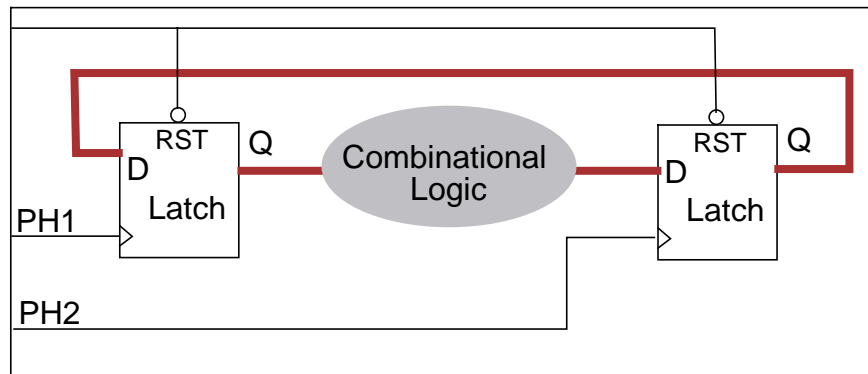 RST
D
Q
Latch
PH1
Combinational
Logic
RST
D
Q
Latch
PH2